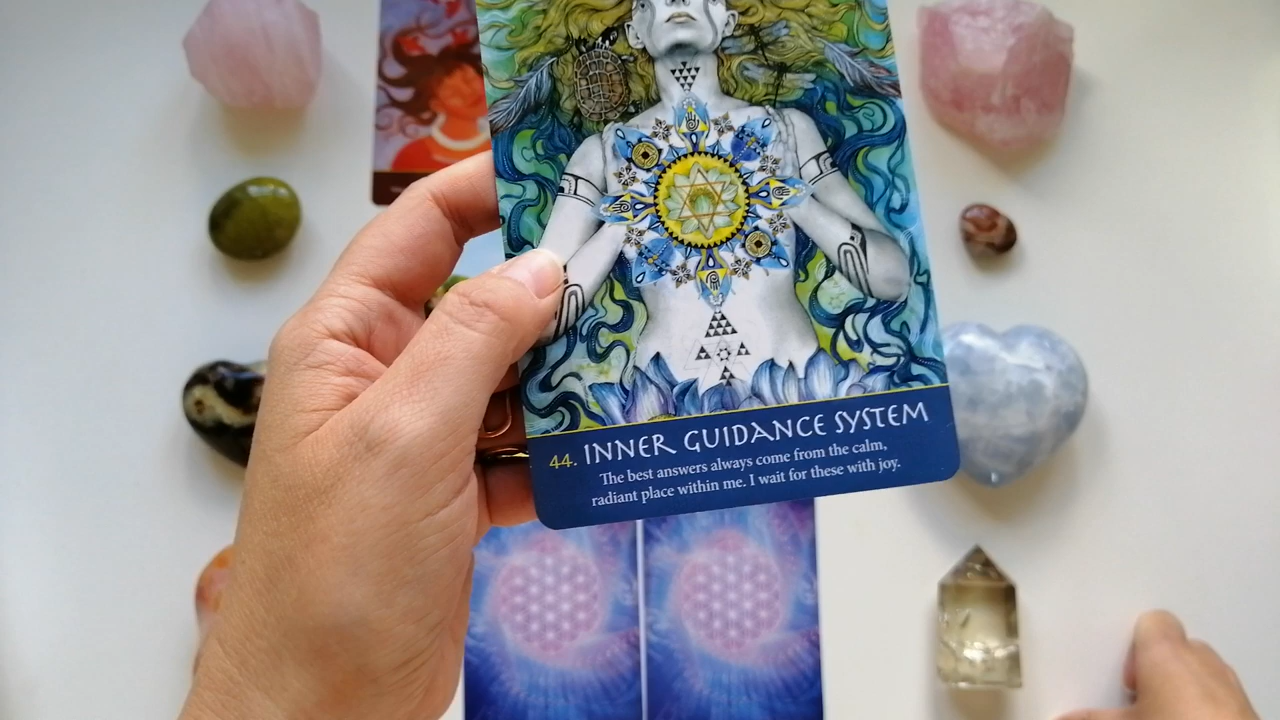 44. INNER GUIDANCE SYSTEM
The best answers always come from the calm,
radiant place within me. I wait for these with joy.